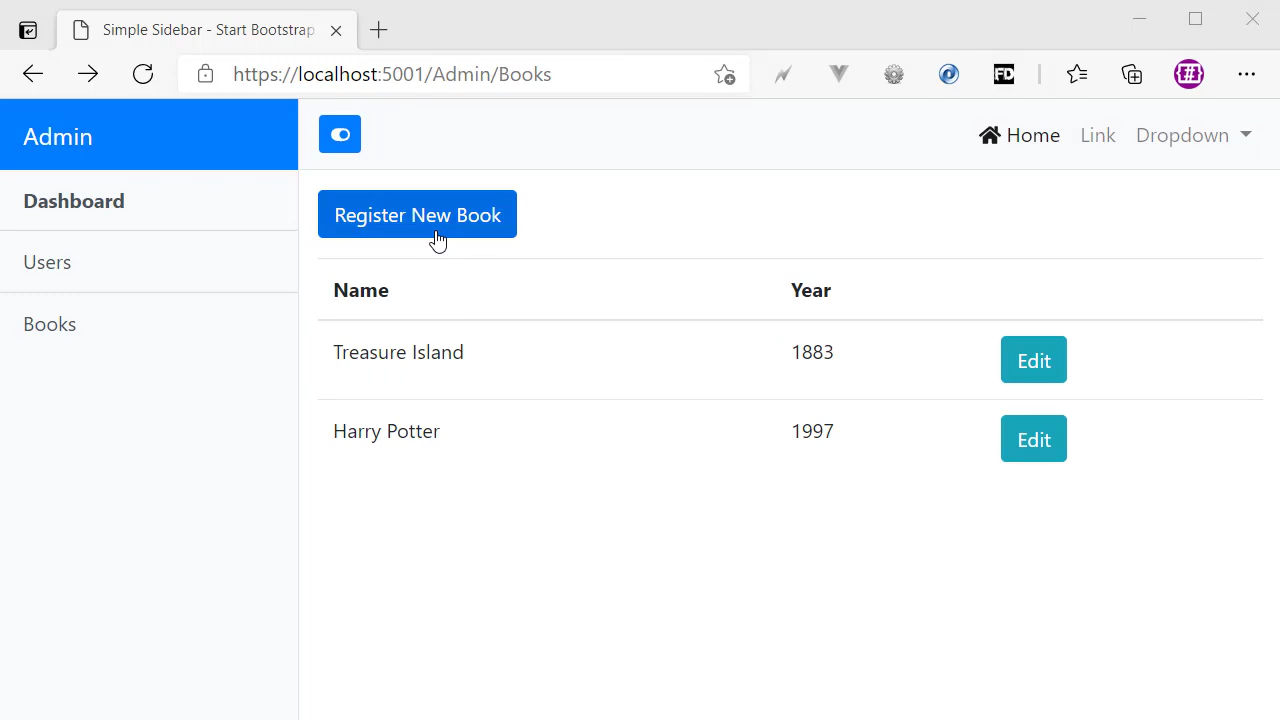 Simple Sidebar - Start Bootstrap
https://localhost:5001/Admin/Books
FD
{#}
Admin
Home Link Dropdown
Dashboard
Register New Book
Users
Name Year
Books
Treasure Island 1883 Edit
Harry Potter 1997 Edit